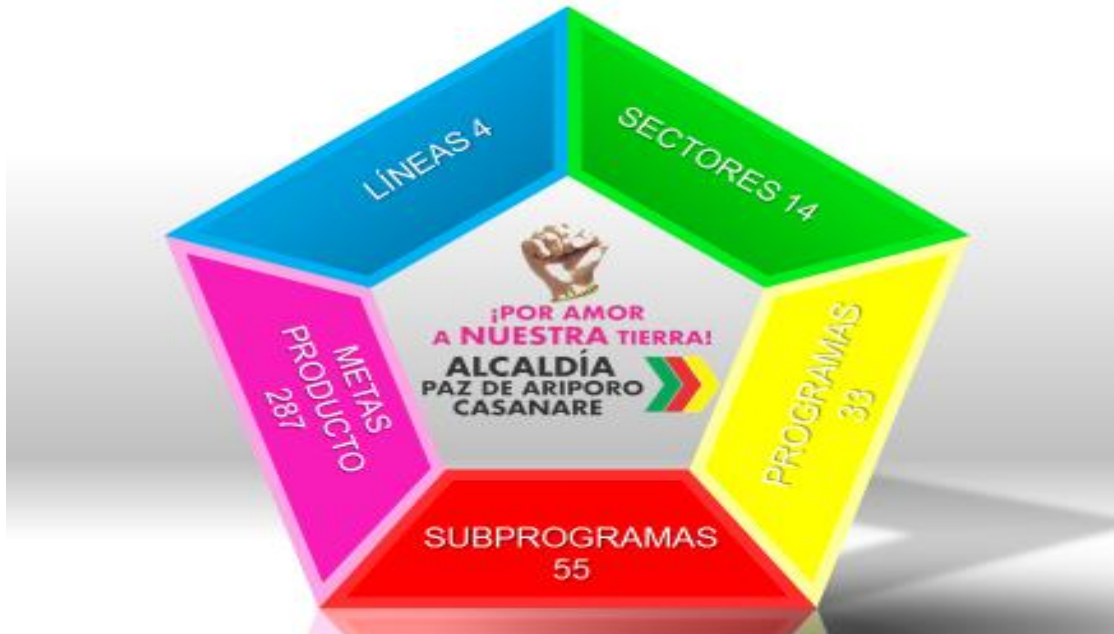 LÍNEAS 4
SECTORES 14
PROGRAMAS
33
SUBPROGRAMAS
55
METAS
PRODUCTO
287
¡POR AMOR
A NUESTRA TIERRA!
ALCALDÍA
PAZ DE ARIPORO
CASANARE